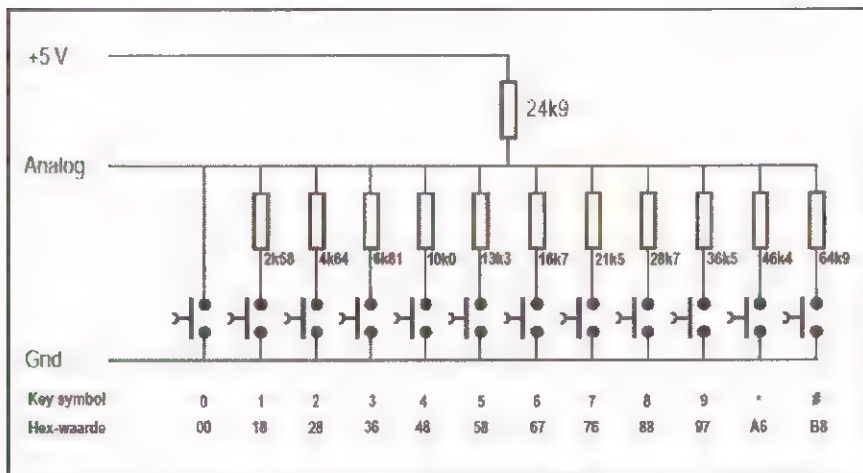 +5 V
24k9
Analog
2k58 4k64 6k81 10k0 13k3 16k7 21k5 28k7 36k5 46k4 64k9
Gnd
Key symbol 0 1 2 3 4 5 6 7 8 9 * #
Hex-waarde 00 18 28 36 48 58 67 76 88 97 A6 B8